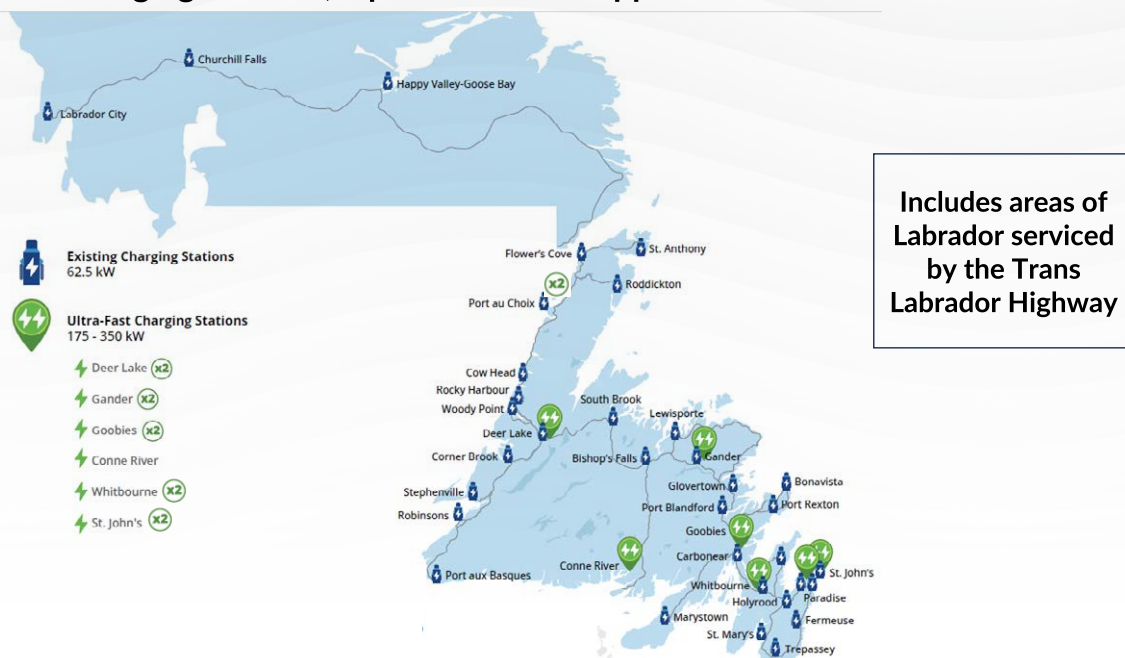 Churchill Falls
Happy Valley-Goose Bay
Labrador City
Includes areas of
Labrador serviced
by the Trans
Labrador Highway
Existing Charging Stations
62.5 kW
Ultra-Fast Charging Stations
175 - 350 kW
Deer Lake x2
Gander x2
Goobies x2
Conne River
Whitbourne x2
St. John's x2
Flower's Cove
St. Anthony
x2
Roddickton
Port au Choix
Cow Head
Rocky Harbour
Woody Point
South Brook
Lewisporte
Deer Lake
Corner Brook
Bishop's Falls
Gander
Stephenville
Glovertown
Bonavista
Robinsons
Port Blandford
Port Rexton
Goobies
Carbonear
Conne River
Port aux Basques
St. John's
Whitbourne
Paradise
Holyrood
Marystown
Fermeuse
St. Mary's
Trepassey